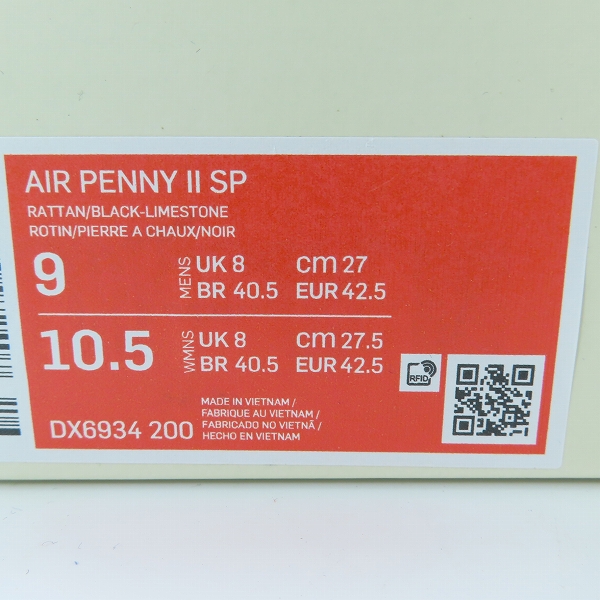 AIR PENNY II SP
RATTAN/BLACK-LIMESTONE
ROTIN/PIERRE A CHAUX/NOIR
9 MENS UK 8 cm 27
BR 40.5 EUR 42.5
10.5 WMNS UK 8 cm 27.5
BR 40.5 EUR 42.5
RFID
DX6934 200
MADE IN VIETNAM /
FABRIQUE AU VIETNAM /
FABRICADO NO VIETNÃ /
HECHO EN VIETNAM